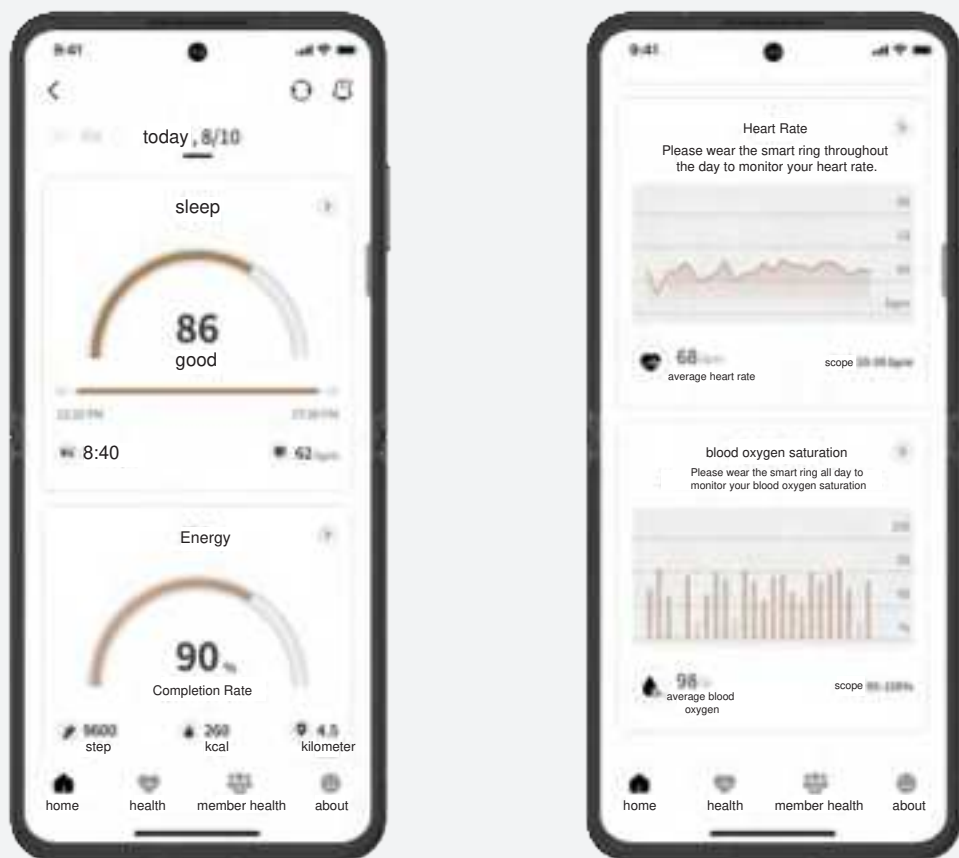 9:41
today , 8/10
sleep
86
good
8:40
62
Energy
90 %
Completion Rate
9600
260
4.5
step
kcal
kilometer
home
health
member health
about
9:41
Heart Rate
Please wear the smart ring throughout
the day to monitor your heart rate.
68
average heart rate
scope
blood oxygen saturation
Please wear the smart ring all day to
monitor your blood oxygen saturation
98
average blood
oxygen
scope
home
health
member health
about